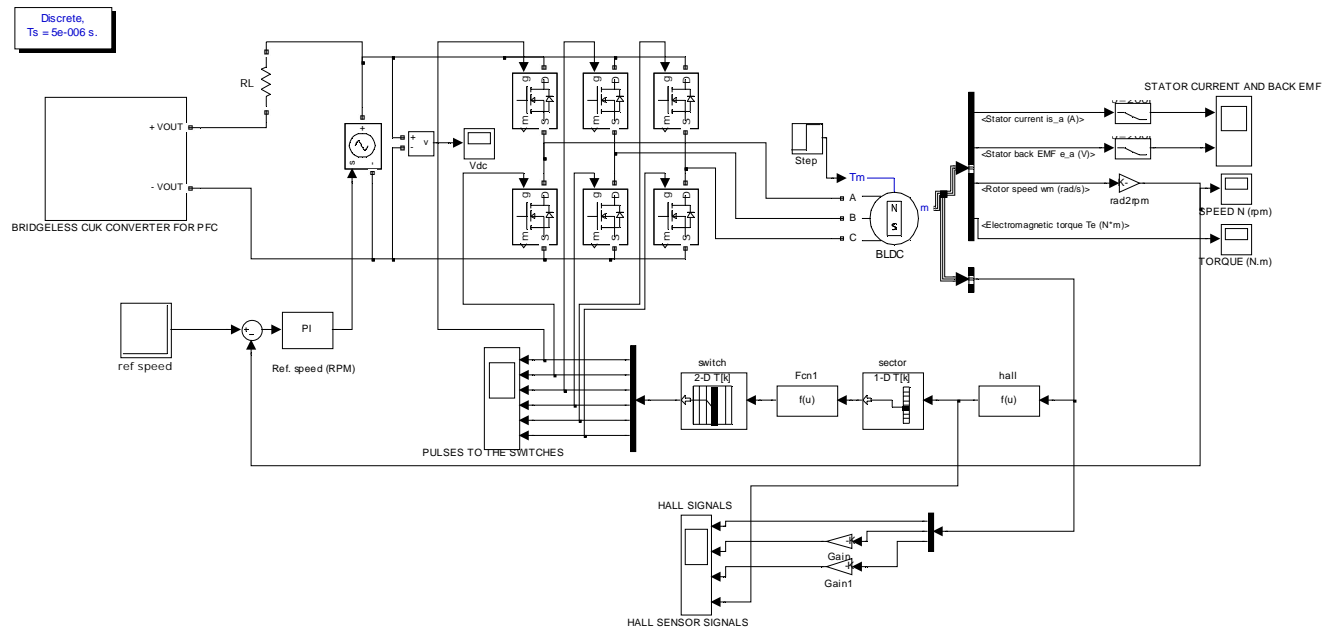 Discrete,
Ts = 5e-006 s.
RL
+ VOUT
- VOUT
BRIDGELESS CUK CONVERTER FOR PFC
s
+
-
+
-
v
Vdc
g
D
m
S
g
D
m
S
g
D
m
S
g
D
m
S
g
D
m
S
g
D
m
S
Step
Tm
A
B
C
N
S
m
BLDC
STATOR CURRENT AND BACK EMF
<Stator current is_a (A)>
<Stator back EMF e_a (V)>
<Rotor speed wm (rad/s)>
<Electromagnetic torque Te (N*m)>
K-
rad2rpm
SPEED N (rpm)
TORQUE (N.m)
ref speed
+
-
PI
Ref. speed (RPM)
PULSES TO THE SWITCHES
switch
2-D T[k]
Fcn1
f(u)
sector
1-D T[k]
hall
f(u)
HALL SIGNALS
Gain
Gain1
HALL SENSOR SIGNALS